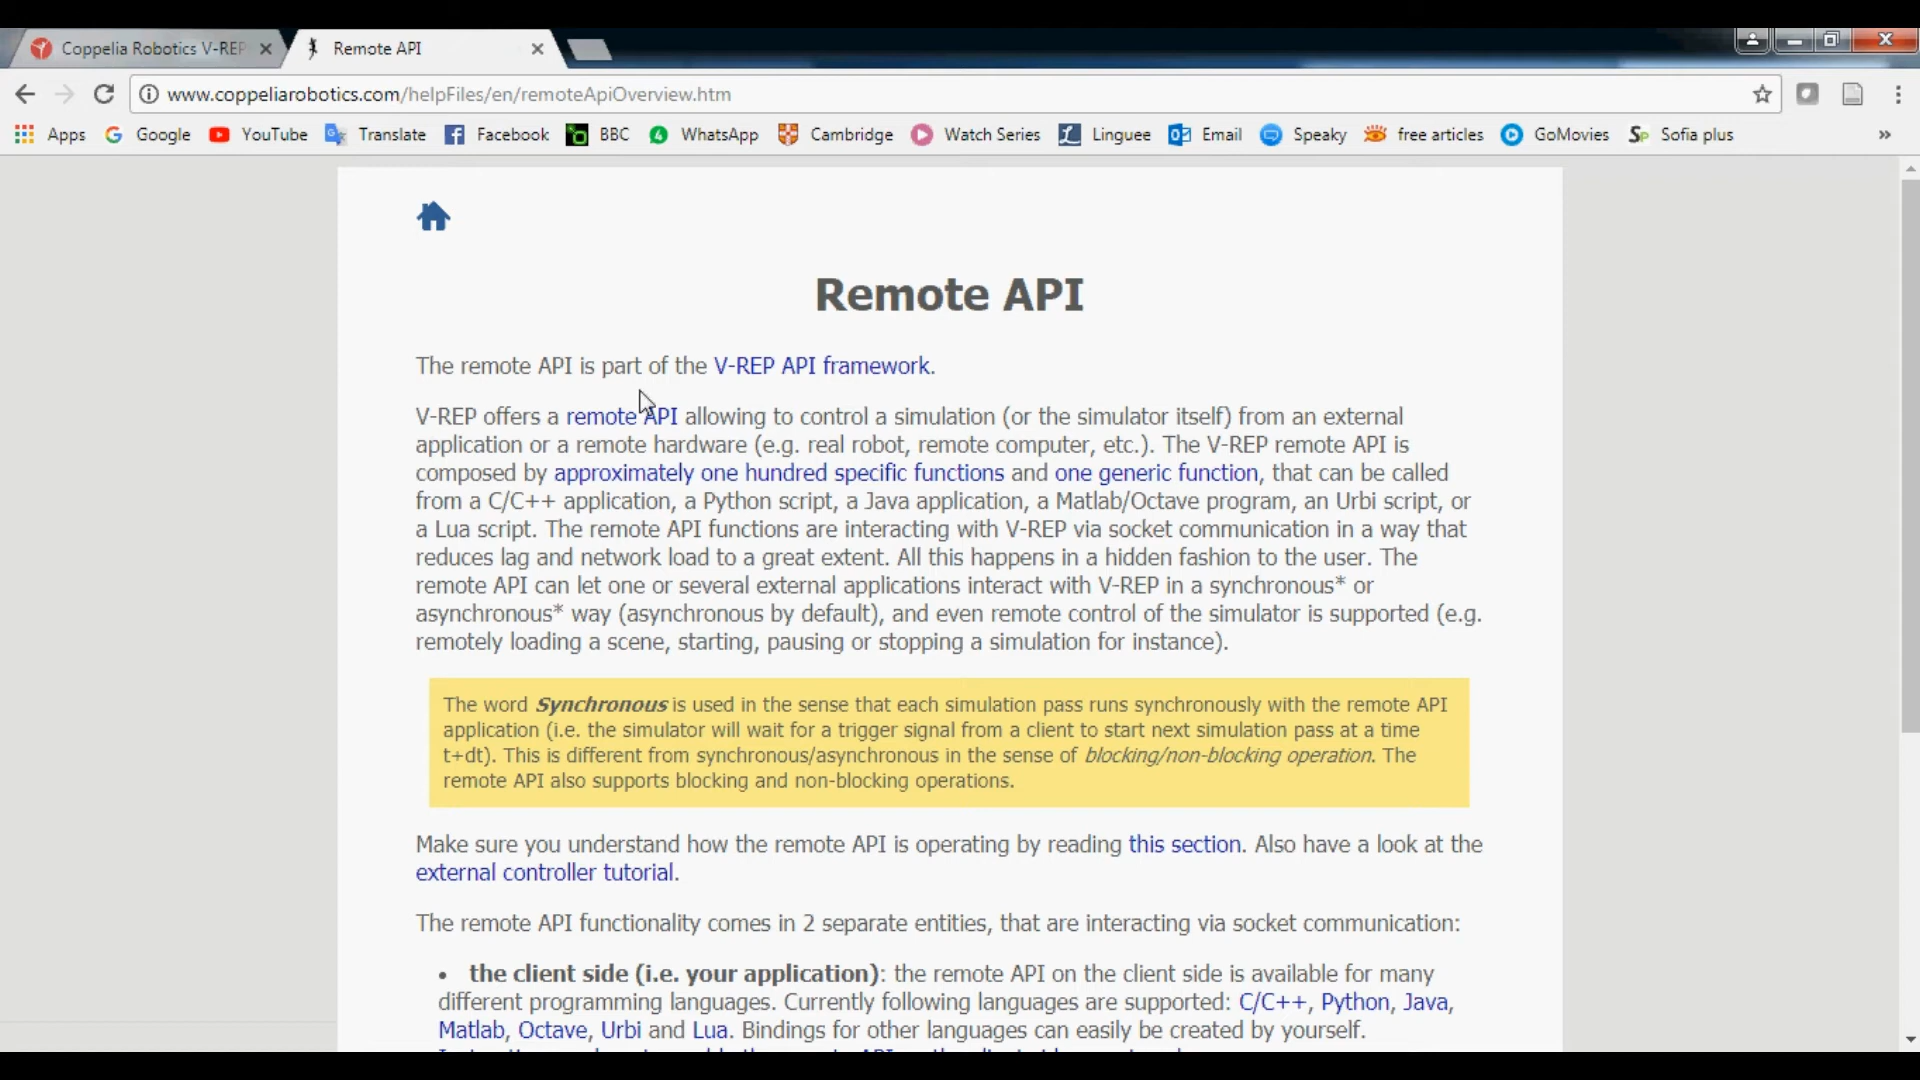 Coppelia Robotics V-REP
Remote API
www.coppeliarobotics.com/helpFiles/en/remoteApiOverview.htm
Apps Google YouTube Translate Facebook BBC WhatsApp Cambridge Watch Series Linguee Email Speaky free articles GoMovies Sofia plus »
Remote API
The remote API is part of the V-REP API framework.
V-REP offers a remote API allowing to control a simulation (or the simulator itself) from an external
application or a remote hardware (e.g. real robot, remote computer, etc.). The V-REP remote API is
composed by approximately one hundred specific functions and one generic function, that can be called
from a C/C++ application, a Python script, a Java application, a Matlab/Octave program, an Urbi script, or
a Lua script. The remote API functions are interacting with V-REP via socket communication in a way that
reduces lag and network load to a great extent. All this happens in a hidden fashion to the user. The
remote API can let one or several external applications interact with V-REP in a synchronous* or
asynchronous* way (asynchronous by default), and even remote control of the simulator is supported (e.g.
remotely loading a scene, starting, pausing or stopping a simulation for instance).
The word Synchronous is used in the sense that each simulation pass runs synchronously with the remote API
application (i.e. the simulator will wait for a trigger signal from a client to start next simulation pass at a time
t+dt). This is different from synchronous/asynchronous in the sense of blocking/non-blocking operation. The
remote API also supports blocking and non-blocking operations.
Make sure you understand how the remote API is operating by reading this section. Also have a look at the
external controller tutorial.
The remote API functionality comes in 2 separate entities, that are interacting via socket communication:
• the client side (i.e. your application): the remote API on the client side is available for many
different programming languages. Currently following languages are supported: C/C++, Python, Java,
Matlab, Octave, Urbi and Lua. Bindings for other languages can easily be created by yourself.